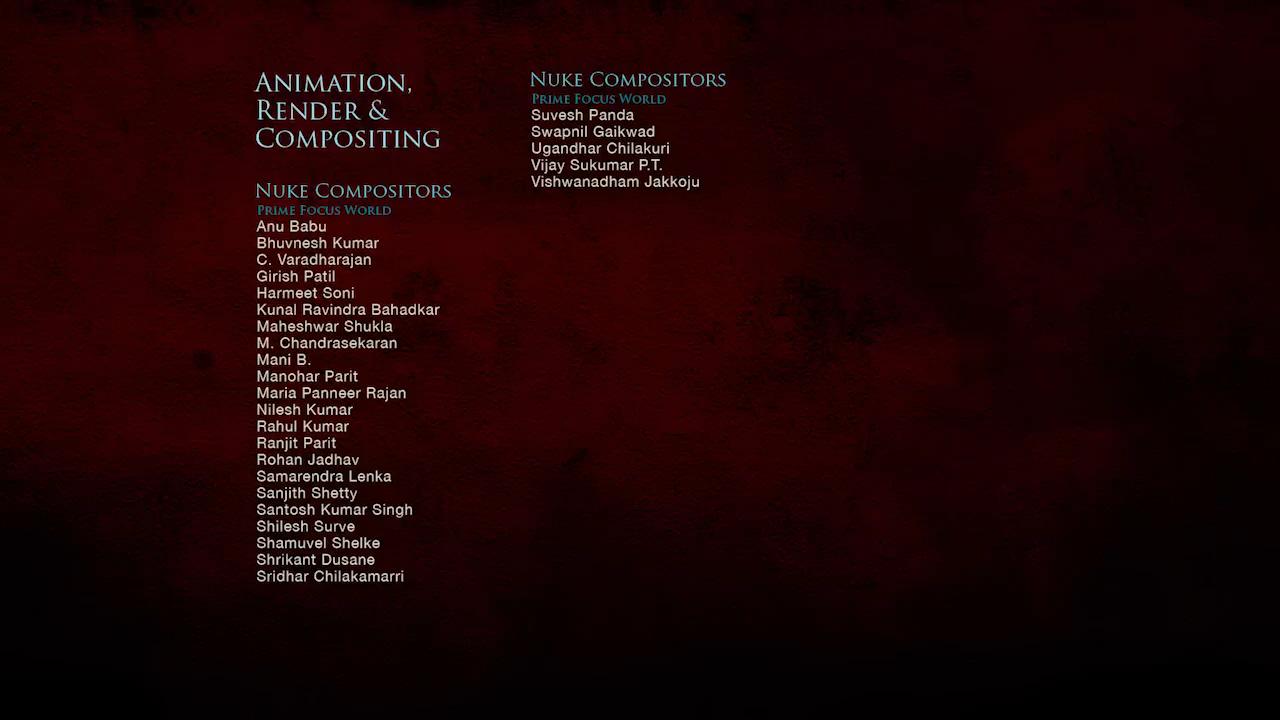 Animation,
Render &
Compositing
Nuke Compositors
Prime Focus World
Anu Babu
Bhuvnesh Kumar
C. Varadharajan
Girish Patil
Harmeet Soni
Kunal Ravindra Bahadkar
Maheshwar Shukla
M. Chandrasekaran
Mani B.
Manohar Parit
Maria Panneer Rajan
Nilesh Kumar
Rahul Kumar
Ranjit Parit
Rohan Jadhav
Samarendra Lenka
Sanjith Shetty
Santosh Kumar Singh
Shilesh Surve
Shamuvel Shelke
Shrikant Dusane
Sridhar Chilakamarri
Nuke Compositors
Prime Focus World
Suvesh Panda
Swapnil Gaikwad
Ugandhar Chilakuri
Vijay Sukumar P.T.
Vishwanadham Jakkoju